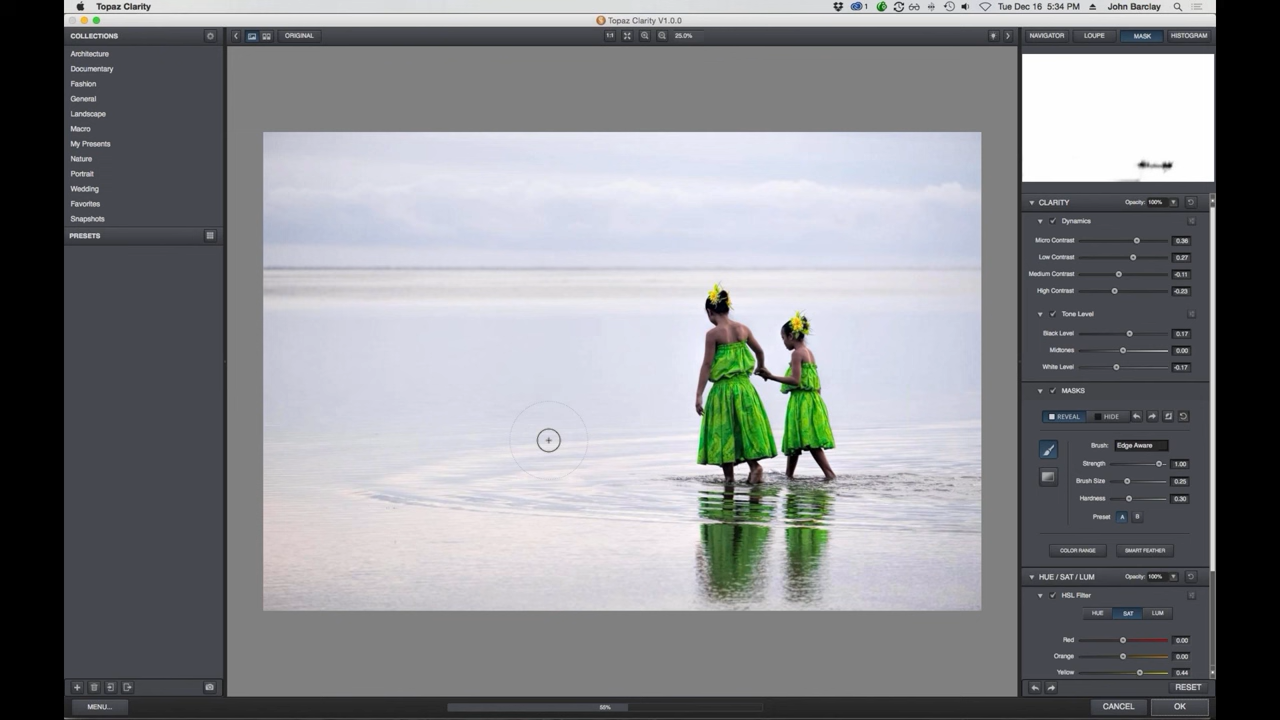 Topaz Clarity
1
Tue Dec 16 5:34 PM
John Barclay
Topaz Clarity V1.0.0
COLLECTIONS
Architecture
Documentary
Fashion
General
Landscape
Macro
My Presents
Nature
Portrait
Wedding
Favorites
Snapshots
PRESETS
MENU...
ORIGINAL
1:1
25.0%
55%
NAVIGATOR
LOUPE
MASK
HISTOGRAM
CLARITY
Opacity: 100%
Dynamics
Micro Contrast 0.36
Low Contrast 0.27
Medium Contrast -0.11
High Contrast -0.23
Tone Level
Black Level 0.17
Midtones 0.00
White Level -0.17
MASKS
REVEAL HIDE
Brush: Edge Aware
Strength 1.00
Brush Size 0.25
Hardness 0.30
Preset A B
COLOR RANGE SMART FEATHER
HUE / SAT / LUM Opacity: 100%
HSL Filter
HUE SAT LUM
Red 0.00
Orange 0.00
Yellow 0.44
RESET
CANCEL OK